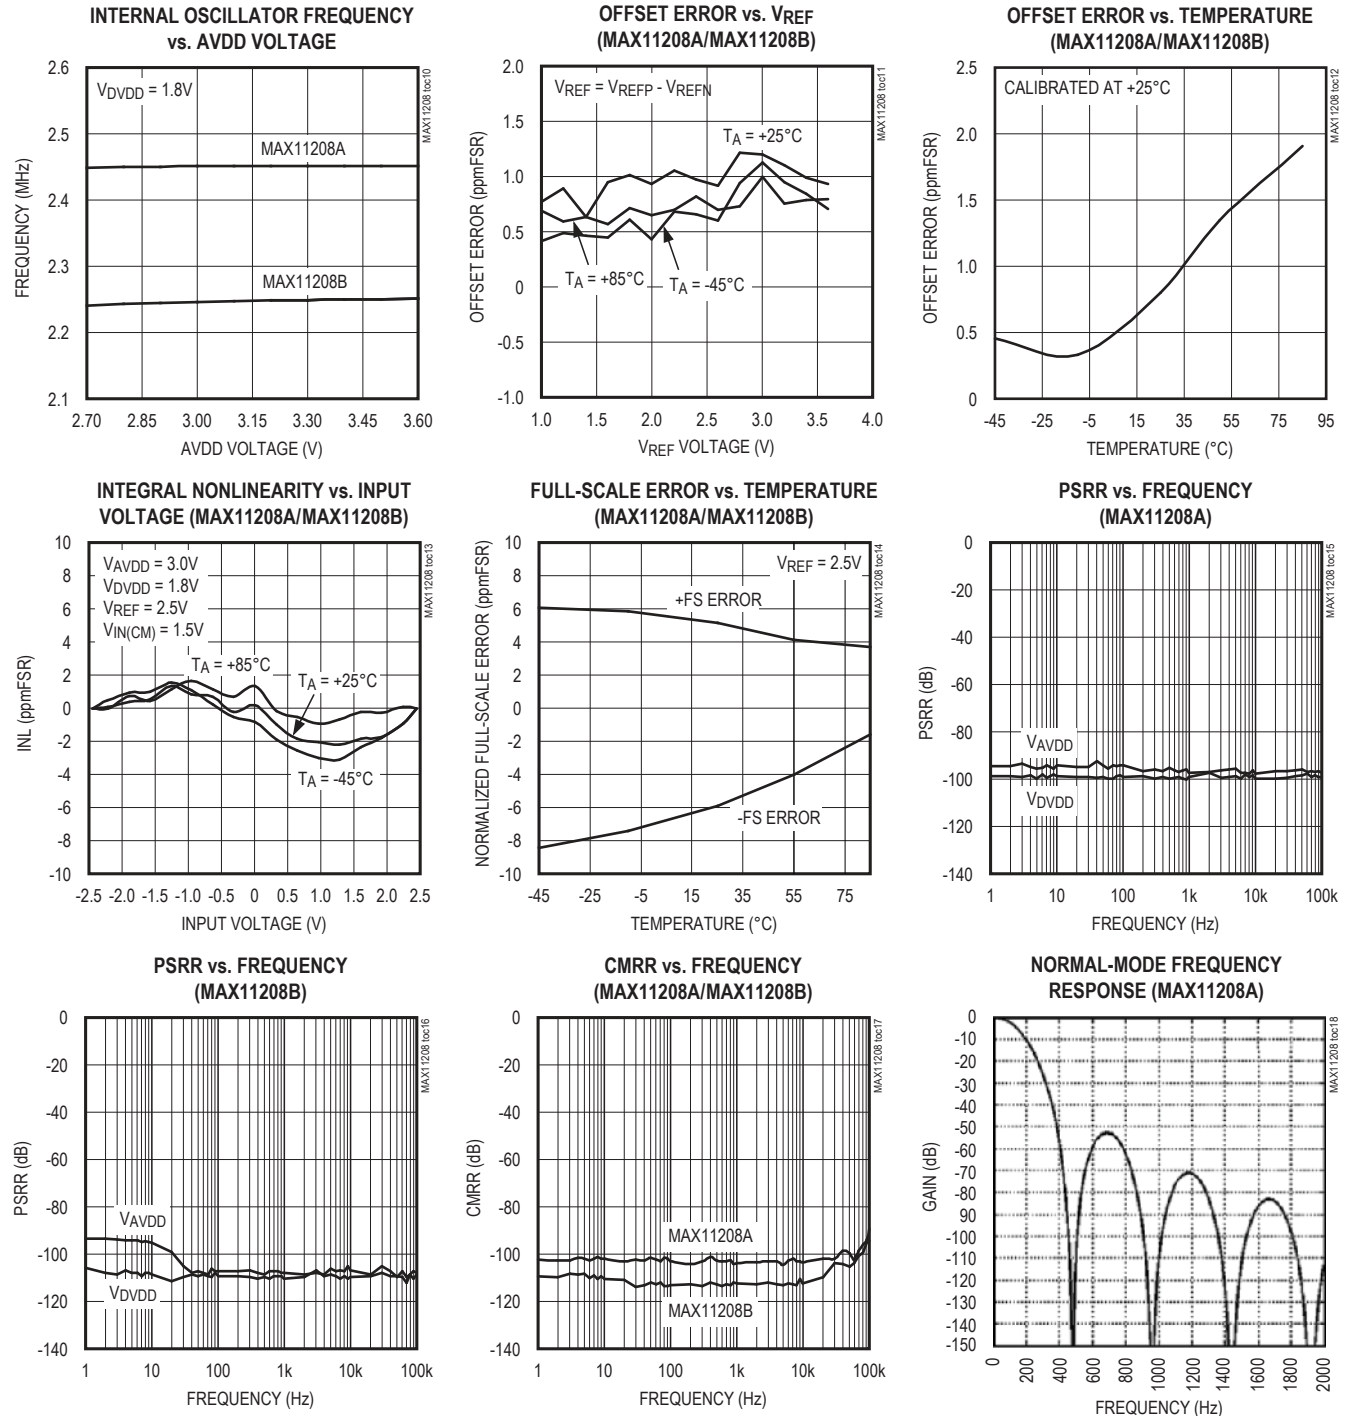 INTERNAL OSCILLATOR FREQUENCY
vs. AVDD VOLTAGE
2.6
2.5
2.4
2.3
2.2
2.1
FREQUENCY (MHz)
VDVDD = 1.8V
MAX11208A
MAX11208B
MAX11208 toc10
2.70 2.85 3.00 3.15 3.30 3.45 3.60
AVDD VOLTAGE (V)
OFFSET ERROR vs. VREF
(MAX11208A/MAX11208B)
2.0
1.5
1.0
0.5
0
-0.5
-1.0
OFFSET ERROR (ppmFSR)
VREF = VREFP - VREFN
TA = +25°C
TA = +85°C
TA = -45°C
MAX11208 toc11
1.0 1.5 2.0 2.5 3.0 3.5 4.0
VREF VOLTAGE (V)
OFFSET ERROR vs. TEMPERATURE
(MAX11208A/MAX11208B)
2.5
2.0
1.5
1.0
0.5
0
OFFSET ERROR (ppmFSR)
CALIBRATED AT +25°C
MAX11208 toc12
-45 -25 -5 15 35 55 75 95
TEMPERATURE (°C)
INTEGRAL NONLINEARITY vs. INPUT
VOLTAGE (MAX11208A/MAX11208B)
10
8
6
4
2
0
-2
-4
-6
-8
-10
INL (ppmFSR)
VAVDD = 3.0V
VDVDD = 1.8V
VREF = 2.5V
VIN(CM) = 1.5V
TA = +85°C
TA = +25°C
TA = -45°C
MAX11208 toc13
-2.5 -2.0 -1.5 -1.0 -0.5 0 0.5 1.0 1.5 2.0 2.5
INPUT VOLTAGE (V)
FULL-SCALE ERROR vs. TEMPERATURE
(MAX11208A/MAX11208B)
10
8
6
4
2
0
-2
-4
-6
-8
-10
NORMALIZED FULL-SCALE ERROR (ppmFSR)
VREF = 2.5V
+FS ERROR
-FS ERROR
MAX11208 toc14
-45 -25 -5 15 35 55 75
TEMPERATURE (°C)
PSRR vs. FREQUENCY
(MAX11208A)
0
-20
-40
-60
-80
-100
-120
-140
PSRR (dB)
VAVDD
VDVDD
MAX11208 toc15
1 10 100 1k 10k 100k
FREQUENCY (Hz)
PSRR vs. FREQUENCY
(MAX11208B)
0
-20
-40
-60
-80
-100
-120
-140
PSRR (dB)
VAVDD
VDVDD
MAX11208 toc16
1 10 100 1k 10k 100k
FREQUENCY (Hz)
CMRR vs. FREQUENCY
(MAX11208A/MAX11208B)
0
-20
-40
-60
-80
-100
-120
-140
CMRR (dB)
MAX11208A
MAX11208B
MAX11208 toc17
1 10 100 1k 10k 100k
FREQUENCY (Hz)
NORMAL-MODE FREQUENCY
RESPONSE (MAX11208A)
0
-10
-20
-30
-40
-50
-60
-70
-80
90
-100
-110
-120
-130
-140
-150
GAIN (dB)
MAX11208 toc18
0 200 400 600 800 1000 1200 1400 1600 1800 2000
FREQUENCY (Hz)